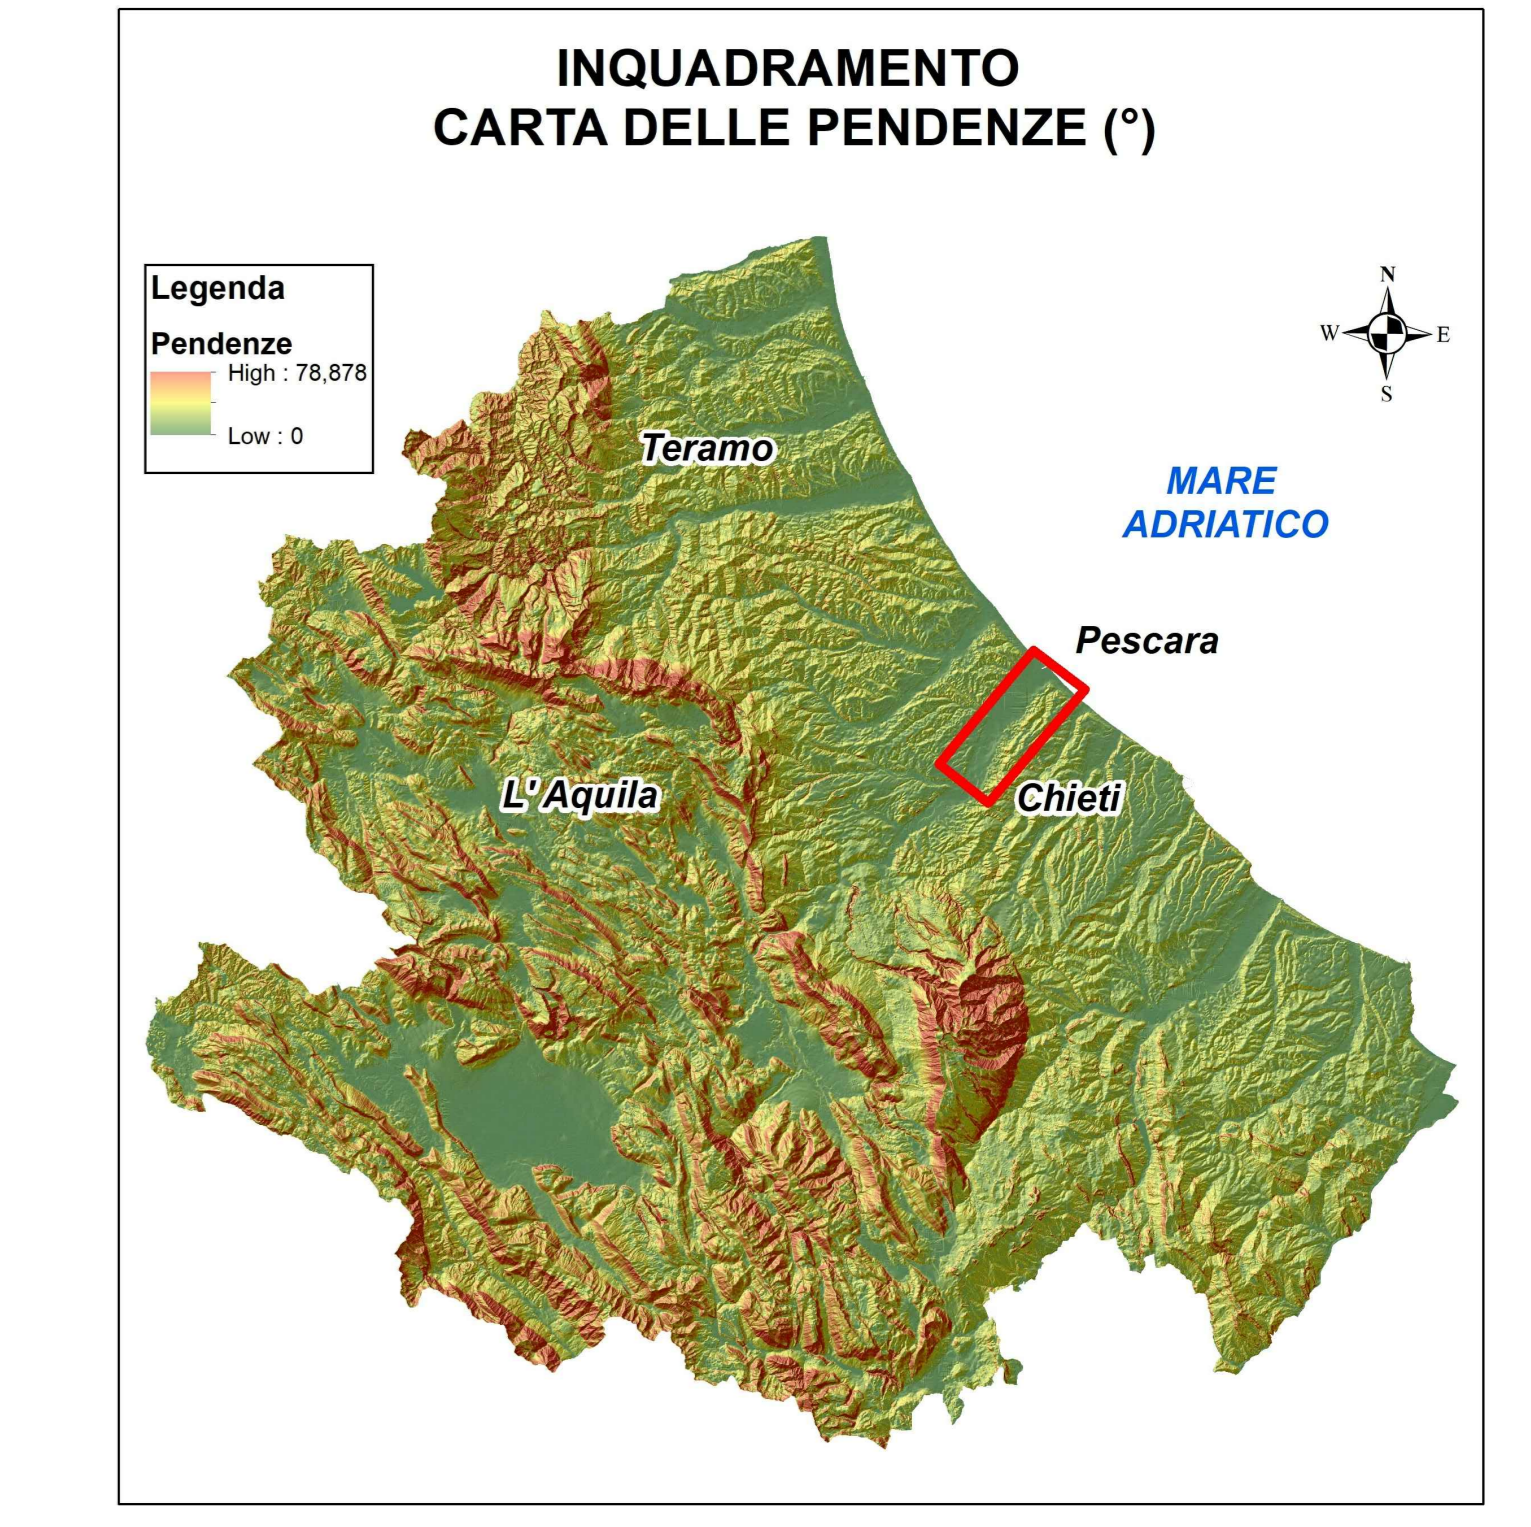 INQUADRAMENTO
CARTA DELLE PENDENZE (°)
Legenda
Pendenze
High : 78,878
Low : 0
N
W
E
S
Teramo
MARE
ADRIATICO
Pescara
L' Aquila
Chieti